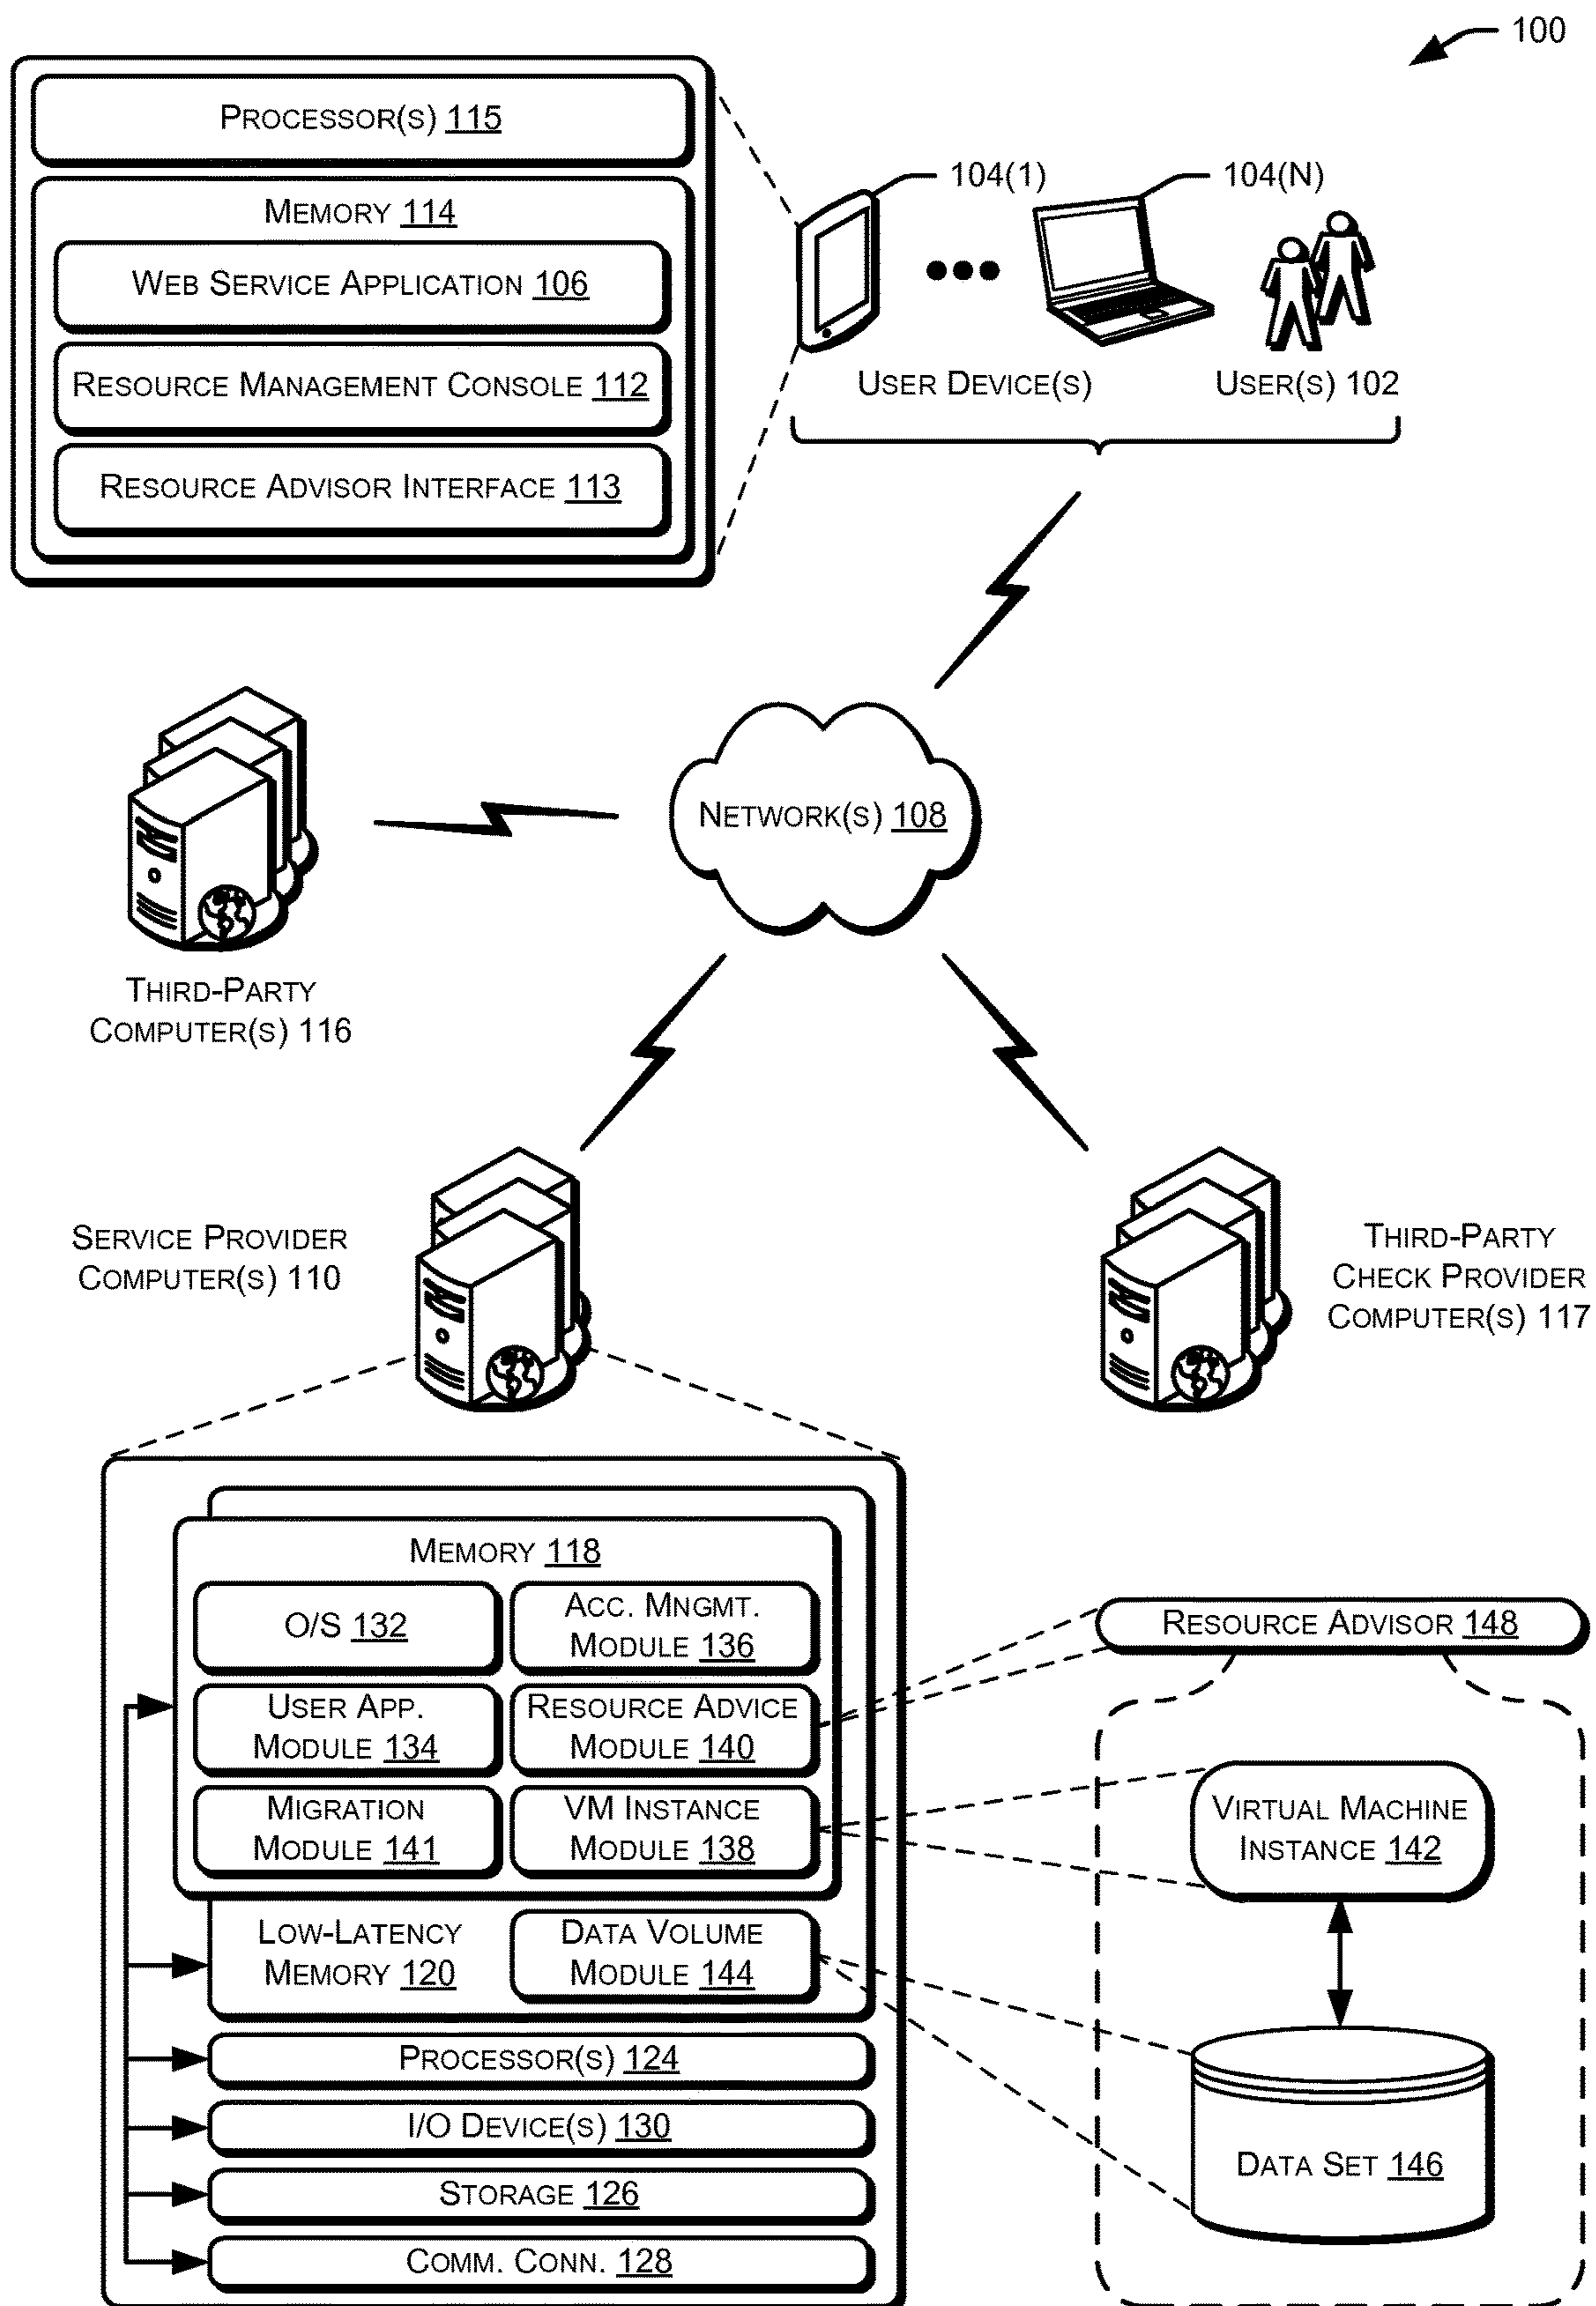 100
PROCESSOR(S) 115
MEMORY 114
WEB SERVICE APPLICATION 106
RESOURCE MANAGEMENT CONSOLE 112
RESOURCE ADVISOR INTERFACE 113
104(1)
104(N)
USER DEVICE(S)
USER(S) 102
NETWORK(S) 108
THIRD-PARTY
COMPUTER(S) 116
SERVICE PROVIDER
COMPUTER(S) 110
THIRD-PARTY
CHECK PROVIDER
COMPUTER(S) 117
MEMORY 118
O/S 132
ACC. MNGMT.
MODULE 136
USER APP.
MODULE 134
RESOURCE ADVICE
MODULE 140
MIGRATION
MODULE 141
VM INSTANCE
MODULE 138
LOW-LATENCY
MEMORY 120
DATA VOLUME
MODULE 144
PROCESSOR(S) 124
I/O DEVICE(S) 130
STORAGE 126
COMM. CONN. 128
RESOURCE ADVISOR 148
VIRTUAL MACHINE
INSTANCE 142
DATA SET 146